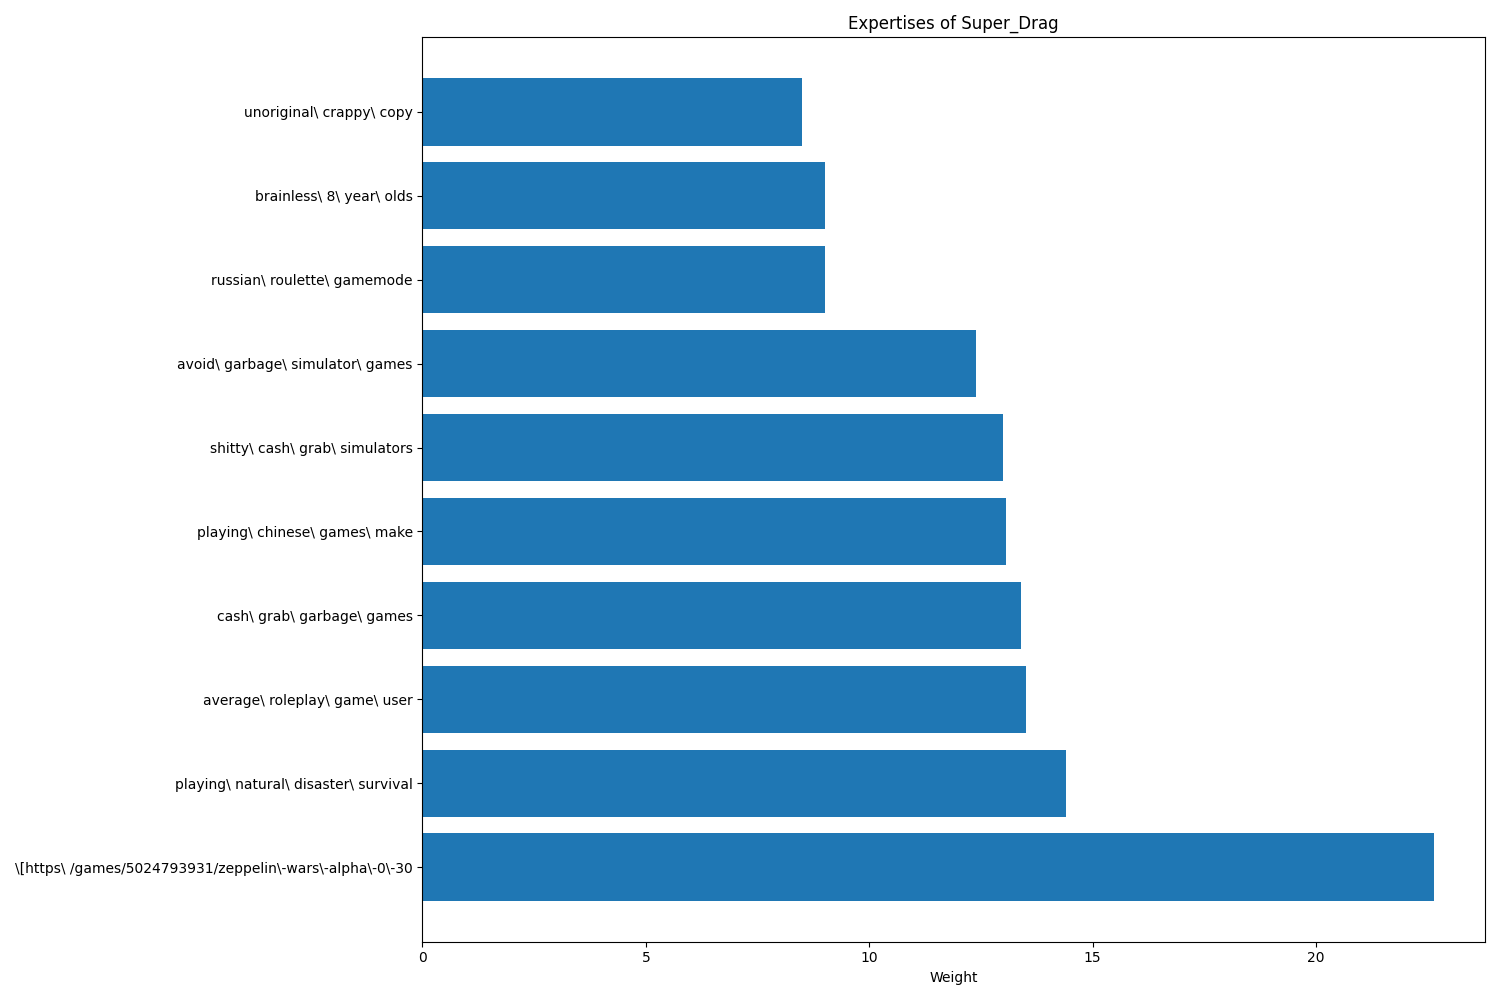 Expertises of Super_Drag
unoriginal\ crappy\ copy
brainless\ 8\ year\ olds
russian\ roulette\ gamemode
avoid\ garbage\ simulator\ games
shitty\ cash\ grab\ simulators
playing\ chinese\ games\ make
cash\ grab\ garbage\ games
average\ roleplay\ game\ user
playing\ natural\ disaster\ survival
\[https\ /games/5024793931/zeppelin\-wars\-alpha\-0\-30
0 5 10 15 20
Weight